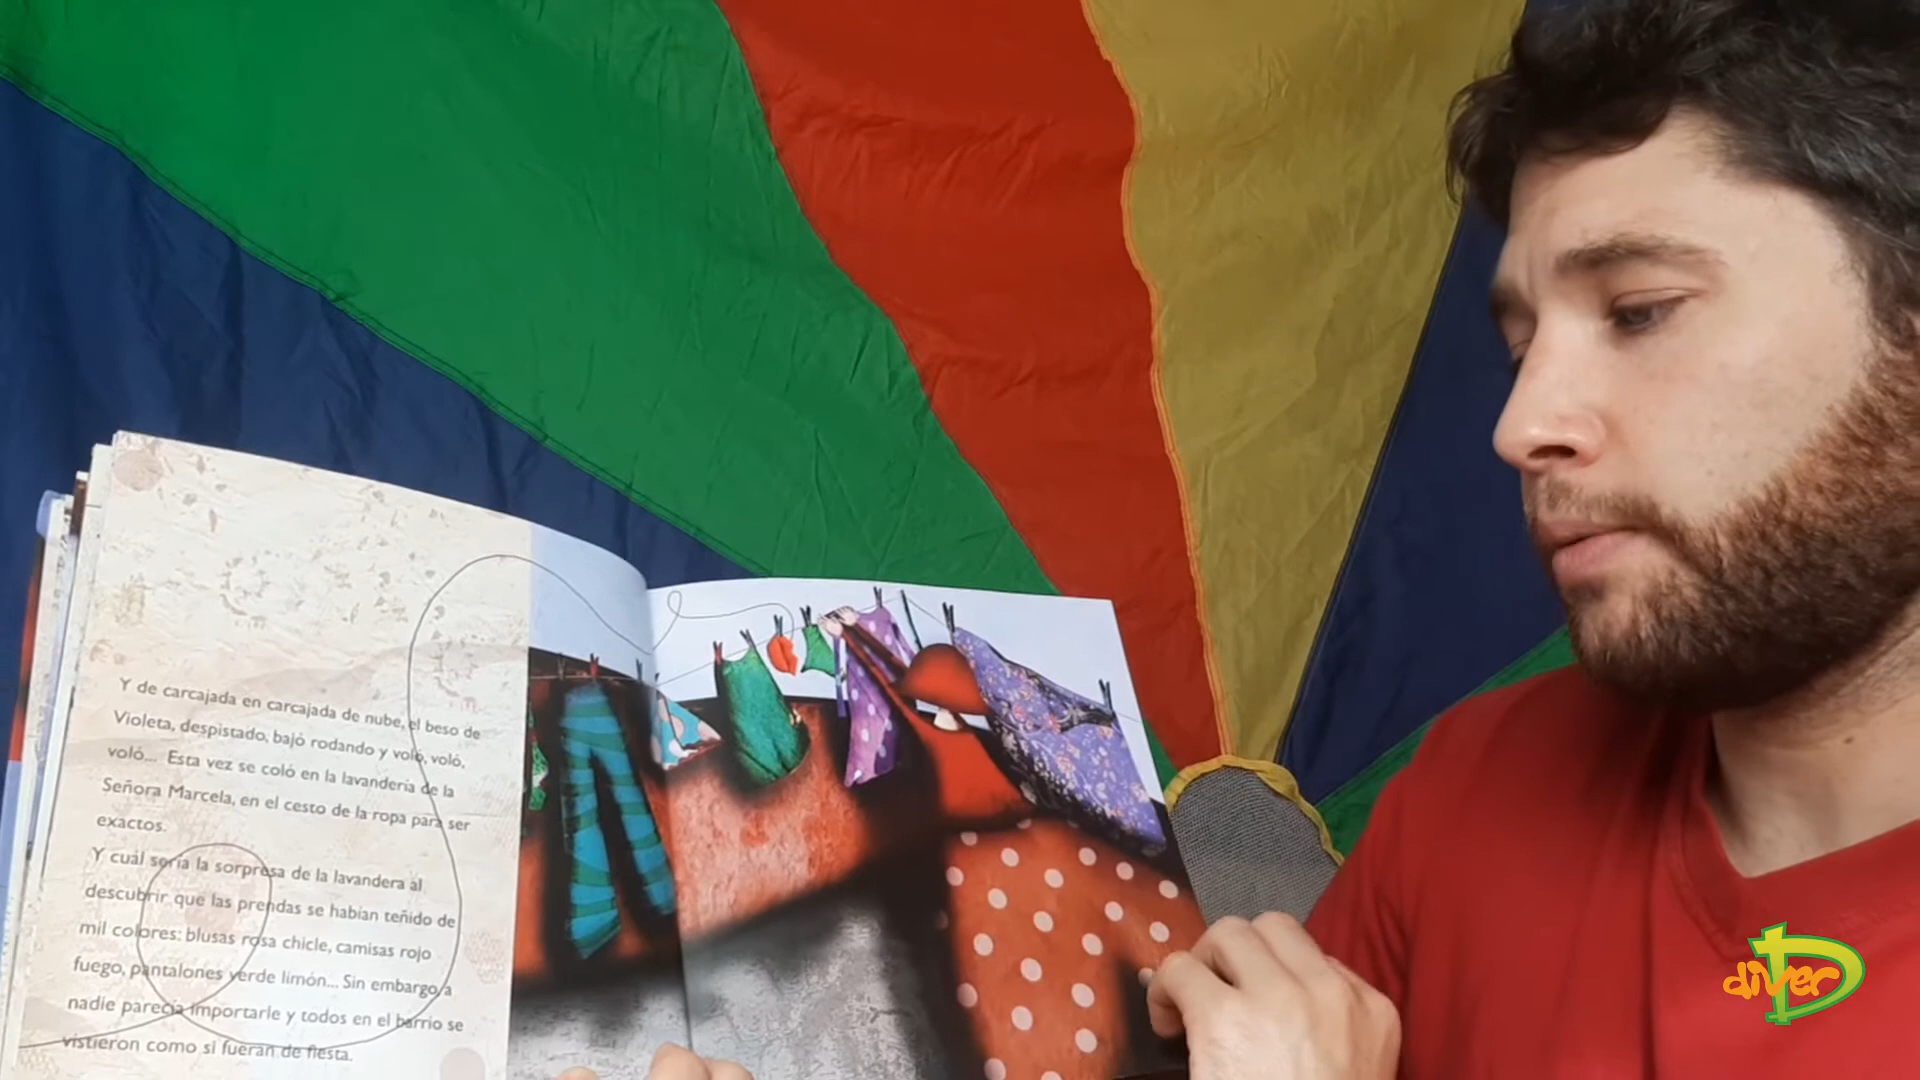 Y de carcajada en carcajada de nube, el beso de
Violeta, despistado, bajó rodando y voló, voló,
voló... Esta vez se coló en la lavandería de la
Señora Marcela, en el cesto de la ropa para ser
exactos.
Y cuál sería la sorpresa de la lavandera al
descubrir que las prendas se habían teñido de
mil colores: blusas rosa chicle, camisas rojo
fuego, pantalones verde limón... Sin embargo, a
nadie parecía importarle y todos en el barrio se
vistieron como si fueran de fiesta.
diver D